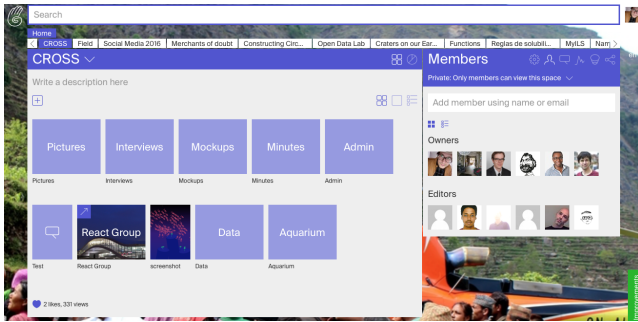 Search
Home
CROSS Field Social Media 2016 Merchants of doubt Constructing Circ... Open Data Lab Craters on our Ear... Functions Reglas de solubili... MyILS
CROSS
Write a description here
Pictures Interviews Mockups Minutes Admin
Pictures Interviews Mockups Minutes Admin
React Group Data Aquarium
Test React Group screenshot Data Aquarium
2 likes, 331 views
Members
Private: Only members can view this space
Add member using name or email
Owners
Editors